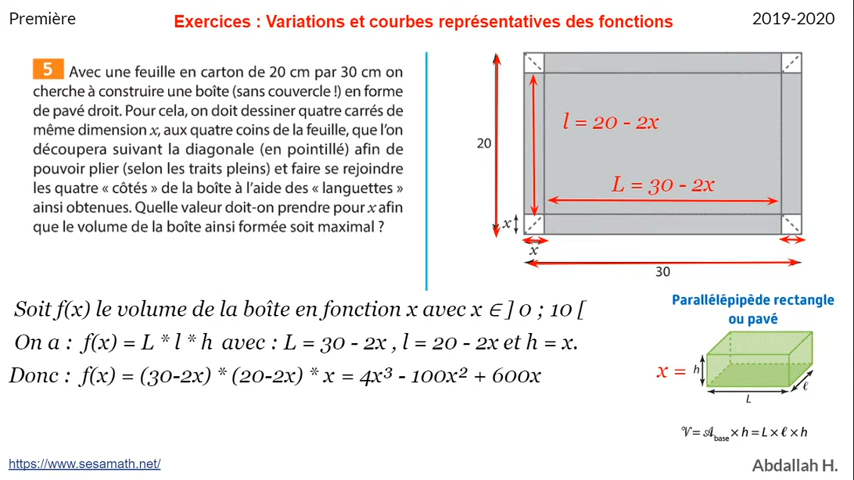 Première
Exercices : Variations et courbes représentatives des fonctions
2019-2020
5 Avec une feuille en carton de 20 cm par 30 cm on
cherche à construire une boîte (sans couvercle !) en forme
de pavé droit. Pour cela, on doit dessiner quatre carrés de
même dimension x, aux quatre coins de la feuille, que l'on
découpera suivant la diagonale (en pointillé) afin de
pouvoir plier (selon les traits pleins) et faire se rejoindre
les quatre « côtés » de la boîte à l'aide des « languettes »
ainsi obtenues. Quelle valeur doit-on prendre pour x afin
que le volume de la boîte ainsi formée soit maximal ?
l = 20 - 2x
20
L = 30 - 2x
x
x
30
Soit f(x) le volume de la boîte en fonction x avec x ∈ ] 0 ; 10 [
On a : f(x) = L * l * h avec : L = 30 - 2x , l = 20 - 2x et h = x.
Donc : f(x) = (30-2x) * (20-2x) * x = 4x³ - 100x² + 600x
Parallélépipède rectangle
ou pavé
x =
h
L
ℓ
𝒱 = 𝒜base × h = L × ℓ × h
https://www.sesamath.net/
Abdallah H.